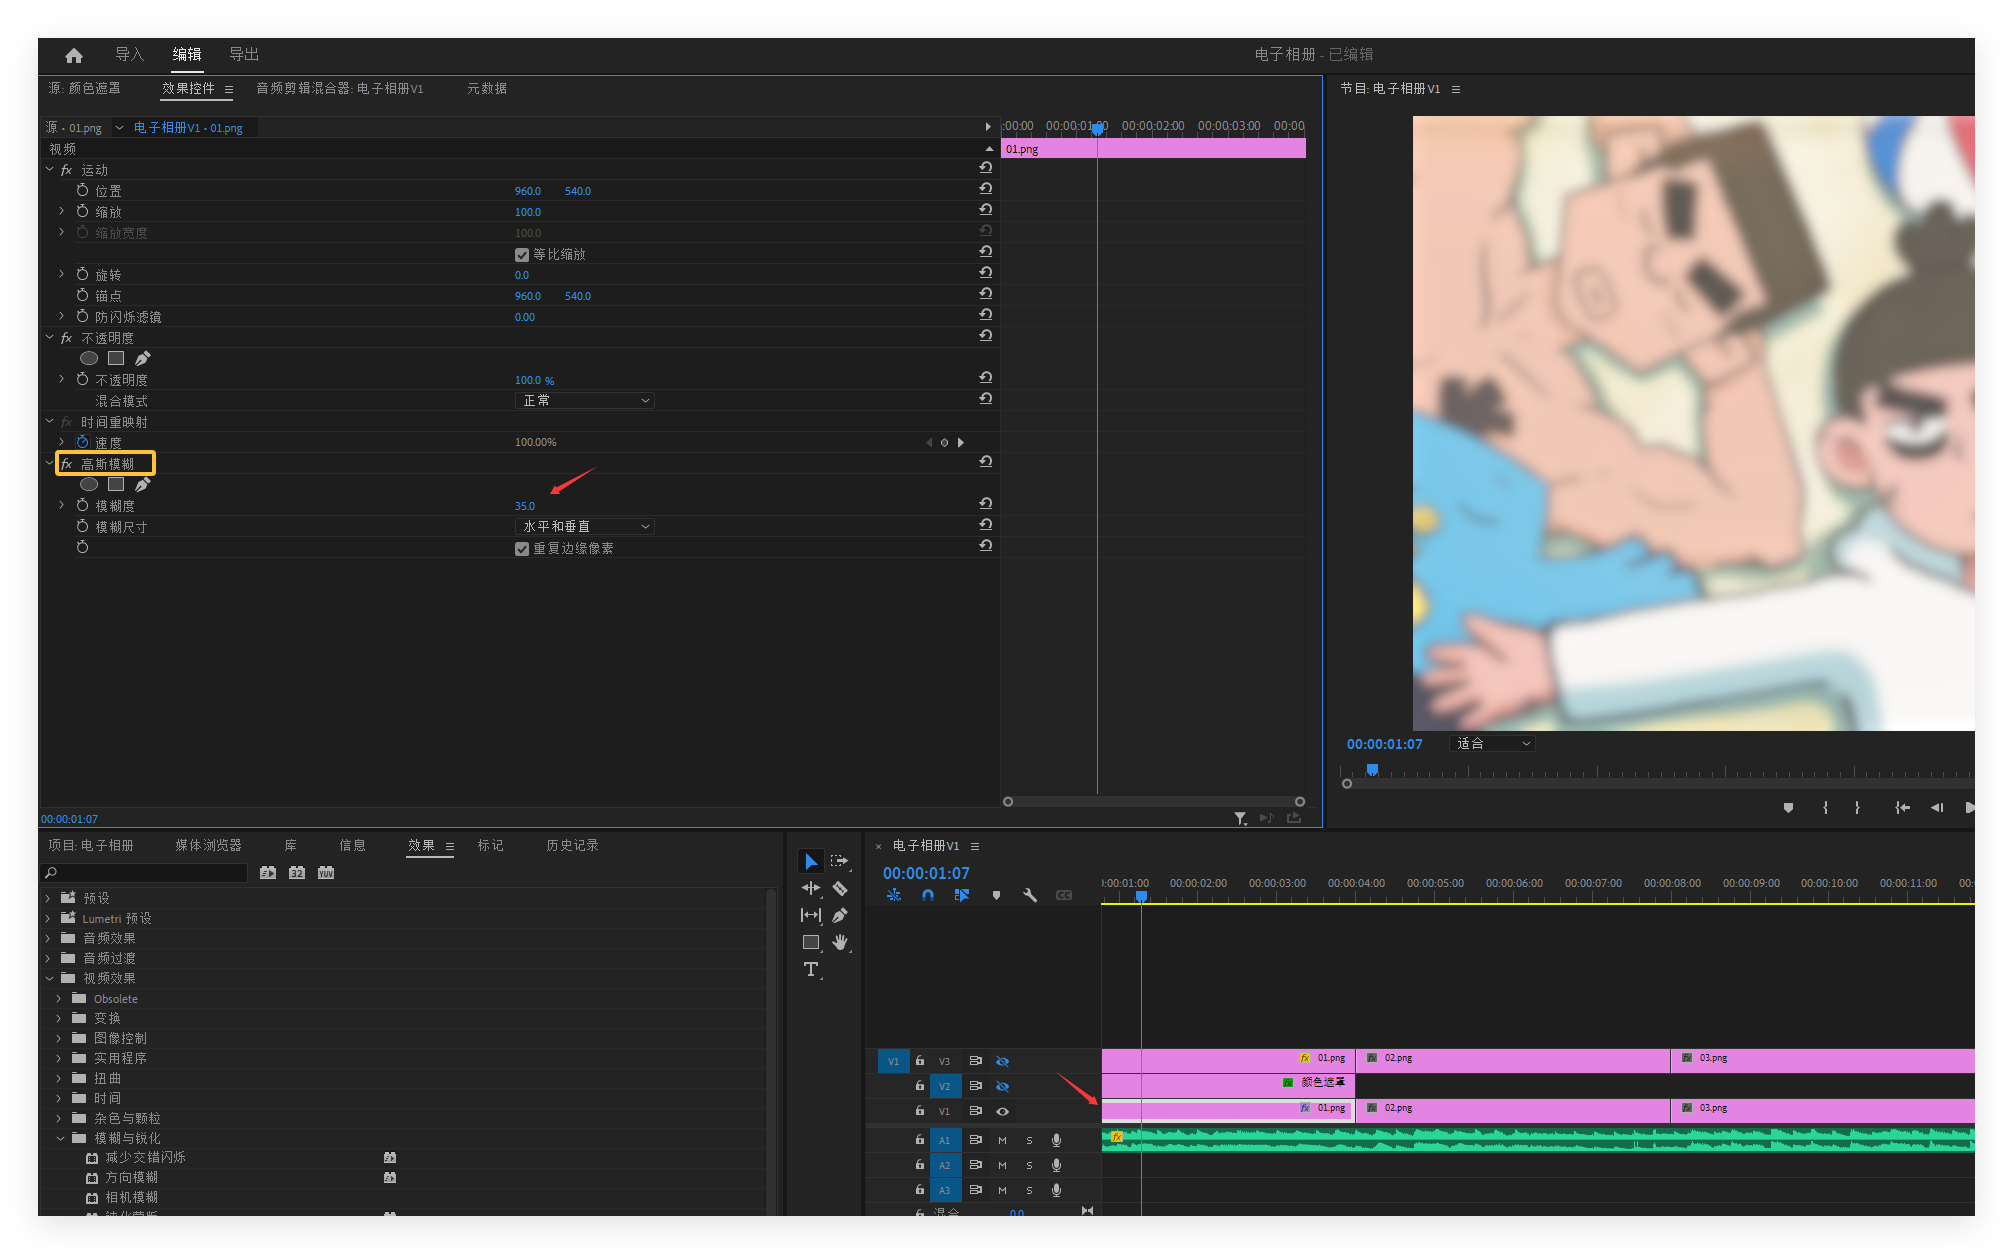 导入 编辑 导出 电子相册 - 已编辑
源: 颜色遮罩 效果控件 音频剪辑混合器: 电子相册V1 元数据 节目: 电子相册V1
源 · 01.png 电子相册V1 · 01.png :00:00 00:00:01:00 00:00:02:00 00:00:03:00 00:00
视频 01.png
fx 运动
位置 960.0 540.0
缩放 100.0
缩放宽度 100.0
等比缩放
旋转 0.0
锚点 960.0 540.0
防闪烁滤镜 0.00
fx 不透明度
不透明度 100.0 %
混合模式 正常
fx 时间重映射
速度 100.00%
fx 高斯模糊
模糊度 35.0
模糊尺寸 水平和垂直
重复边缘像素
00:00:01:07 适合
00:00:01:07
项目: 电子相册 媒体浏览器 库 信息 效果 标记 历史记录
32 YUV
预设
Lumetri 预设
音频效果
音频过渡
视频效果
Obsolete
变换
图像控制
实用程序
扭曲
时间
杂色与颗粒
模糊与锐化
减少交错闪烁
方向模糊
相机模糊
T
× 电子相册V1
00:00:01:07
CC
:00:01:00 00:00:02:00 00:00:03:00 00:00:04:00 00:00:05:00 00:00:06:00 00:00:07:00 00:00:08:00 00:00:09:00 00:00:10:00 00:00:11:00 00:
V1 V3 fx 01.png fx 02.png fx 03.png
V2 fx 颜色遮罩
V1 fx 01.png fx 02.png fx 03.png
A1 M S fx
A2 M S
A3 M S
混合 0.0